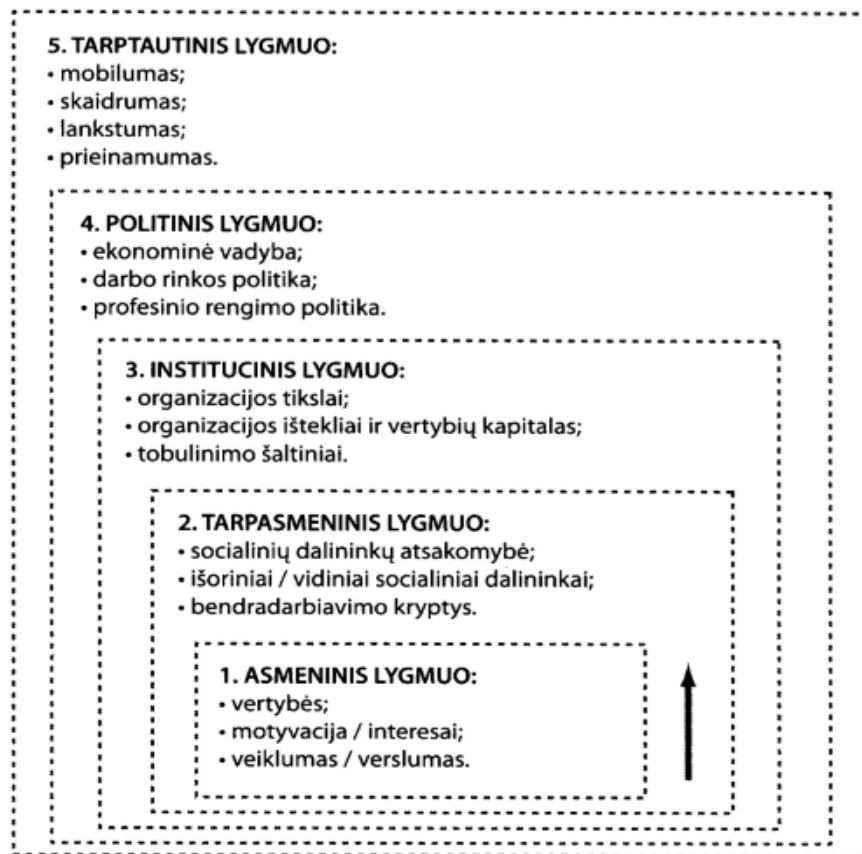 5. TARPTAUTINIS LYGMUO:
• mobilumas;
• skaidrumas;
• lankstumas;
• prieinamumas.
4. POLITINIS LYGMUO:
• ekonominė vadyba;
• darbo rinkos politika;
• profesinio rengimo politika.
3. INSTITUCINIS LYGMUO:
• organizacijos tikslai;
• organizacijos ištekliai ir vertybių kapitalas;
• tobulinimo šaltiniai.
2. TARPASMENINIS LYGMUO:
• socialinių dalininkų atsakomybė;
• išoriniai / vidiniai socialiniai dalininkai;
• bendradarbiavimo kryptys.
1. ASMENINIS LYGMUO:
• vertybės;
• motyvacija / interesai;
• veiklumas / verslumas.